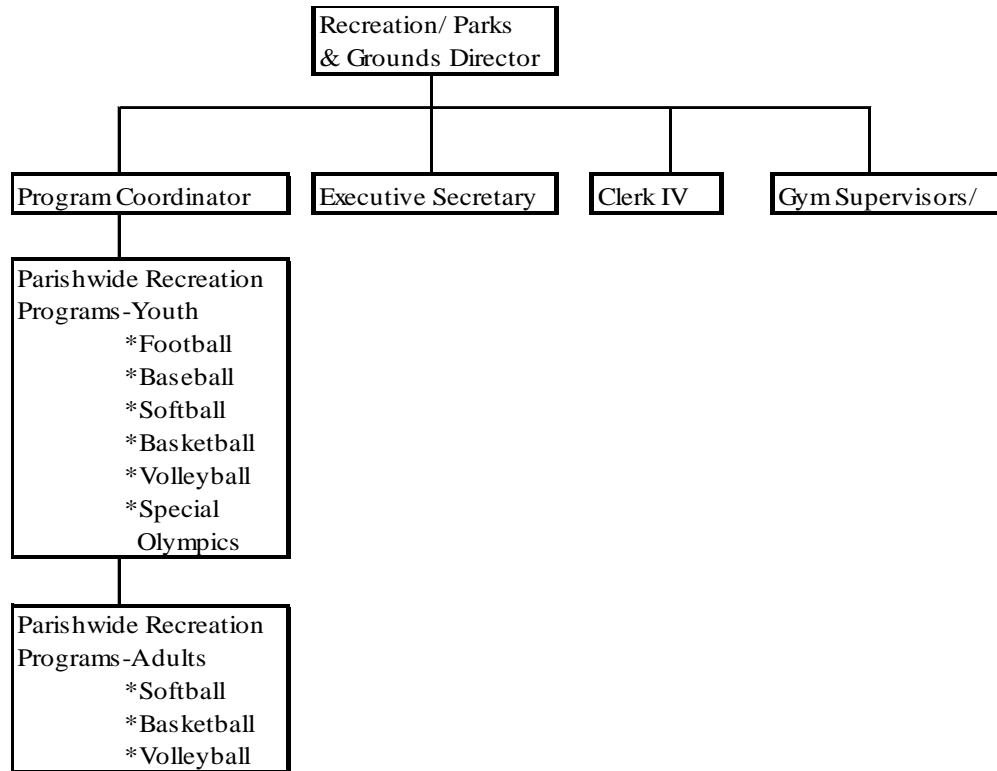 Recreation/ Parks
& Grounds Director
Program Coordinator
Executive Secretary
Clerk IV
Gym Supervisors/
Parishwide Recreation
Programs-Youth
*Football
*Baseball
*Softball
*Basketball
*Volleyball
*Special
Olympics
Parishwide Recreation
Programs-Adults
*Softball
*Basketball
*Volleyball